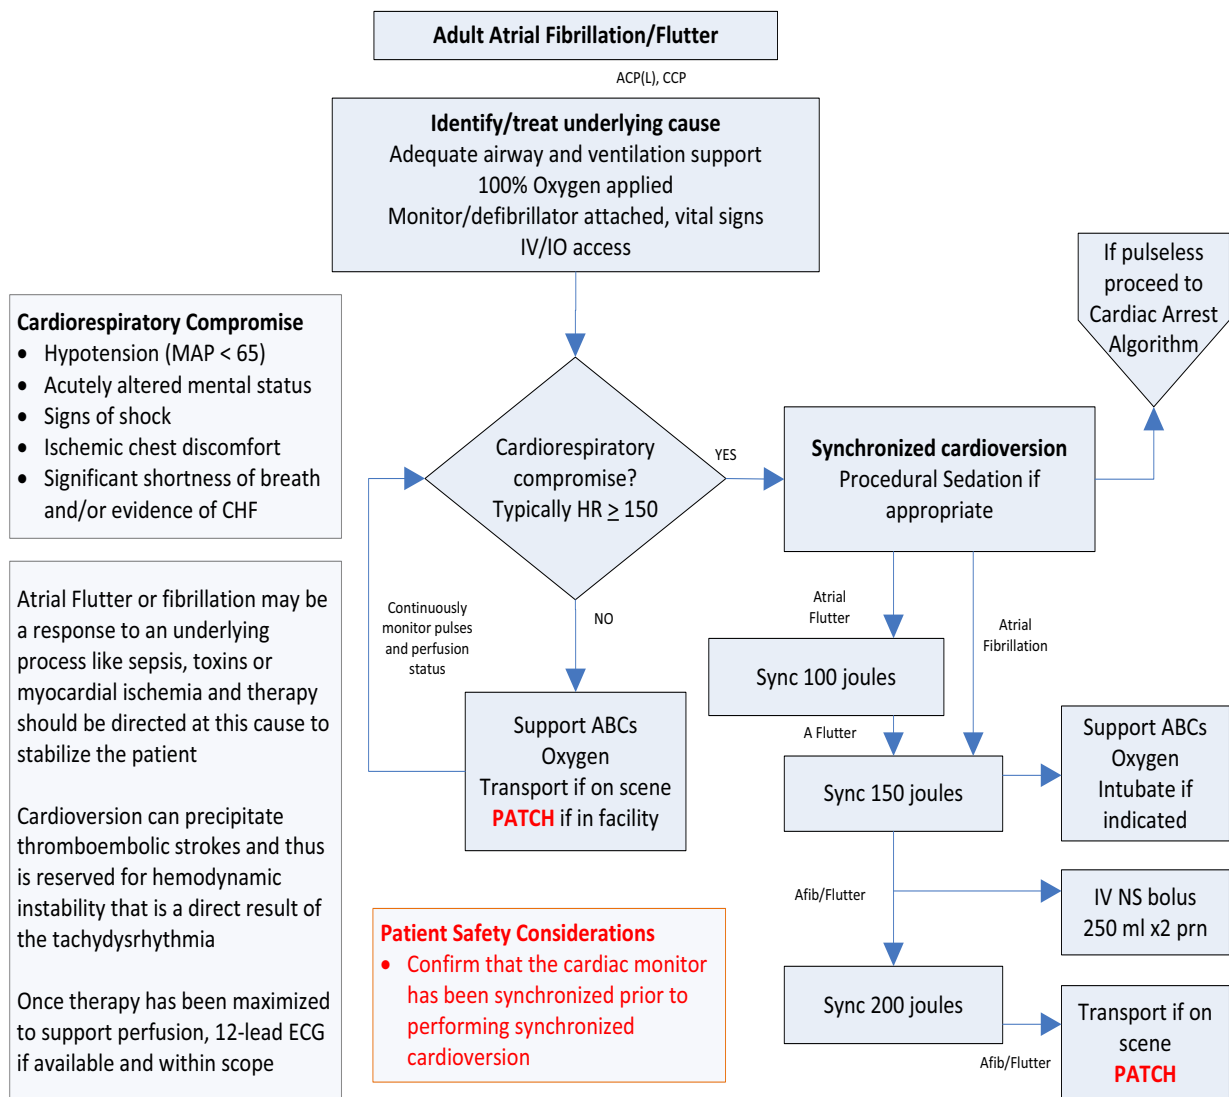 Adult Atrial Fibrillation/Flutter
ACP(L), CCP
Identify/treat underlying cause
Adequate airway and ventilation support
100% Oxygen applied
Monitor/defibrillator attached, vital signs
IV/IO access
If pulseless
proceed to
Cardiac Arrest
Algorithm
Cardiorespiratory Compromise
• Hypotension (MAP < 65)
• Acutely altered mental status
• Signs of shock
• Ischemic chest discomfort
• Significant shortness of breath
and/or evidence of CHF
Cardiorespiratory
compromise?
Typically HR ≥ 150
YES
Synchronized cardioversion
Procedural Sedation if
appropriate
NO
Continuously
monitor pulses
and perfusion
status
Support ABCs
Oxygen
Transport if on scene
PATCH if in facility
Atrial
Flutter
Atrial
Fibrillation
Sync 100 joules
A Flutter
Sync 150 joules
Support ABCs
Oxygen
Intubate if
indicated
Afib/Flutter
IV NS bolus
250 ml x2 prn
Sync 200 joules
Afib/Flutter
Transport if on
scene
PATCH
Atrial Flutter or fibrillation may be
a response to an underlying
process like sepsis, toxins or
myocardial ischemia and therapy
should be directed at this cause to
stabilize the patient
Cardioversion can precipitate
thromboembolic strokes and thus
is reserved for hemodynamic
instability that is a direct result of
the tachydysrhythmia
Once therapy has been maximized
to support perfusion, 12-lead ECG
if available and within scope
Patient Safety Considerations
• Confirm that the cardiac monitor
has been synchronized prior to
performing synchronized
cardioversion